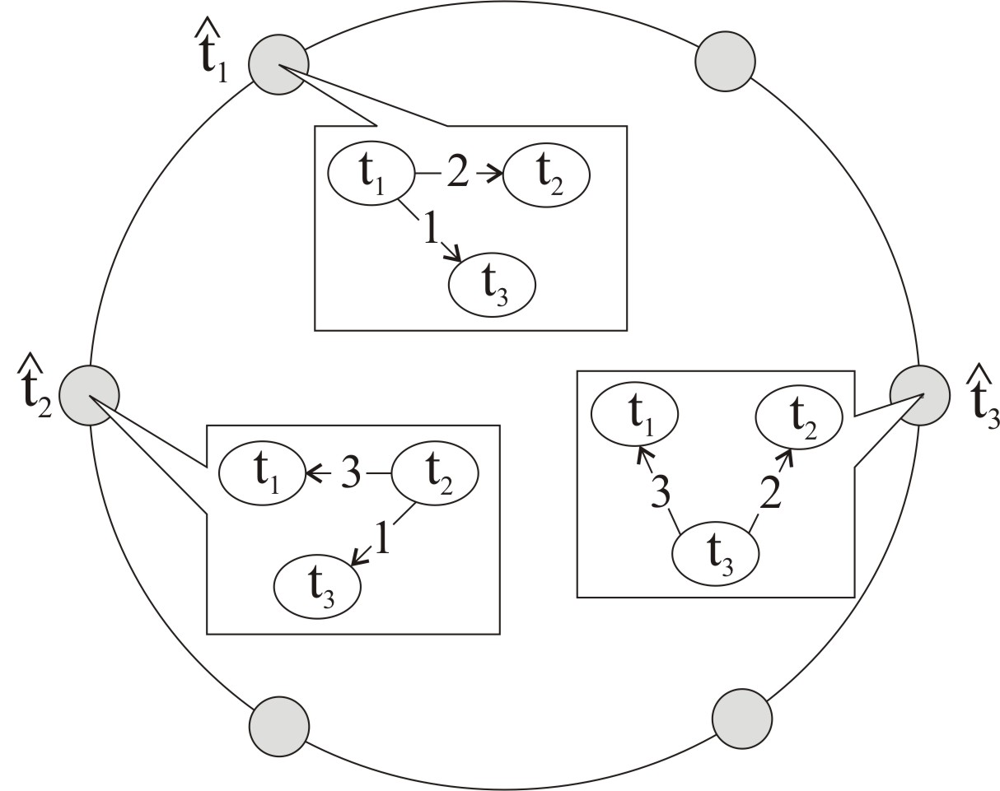 t̂₁
t₁ 2 t₂
1
t₃
t̂₂
t₁ 3 t₂
1
t₃
t₁ t₂
3 2
t₃
t̂₃